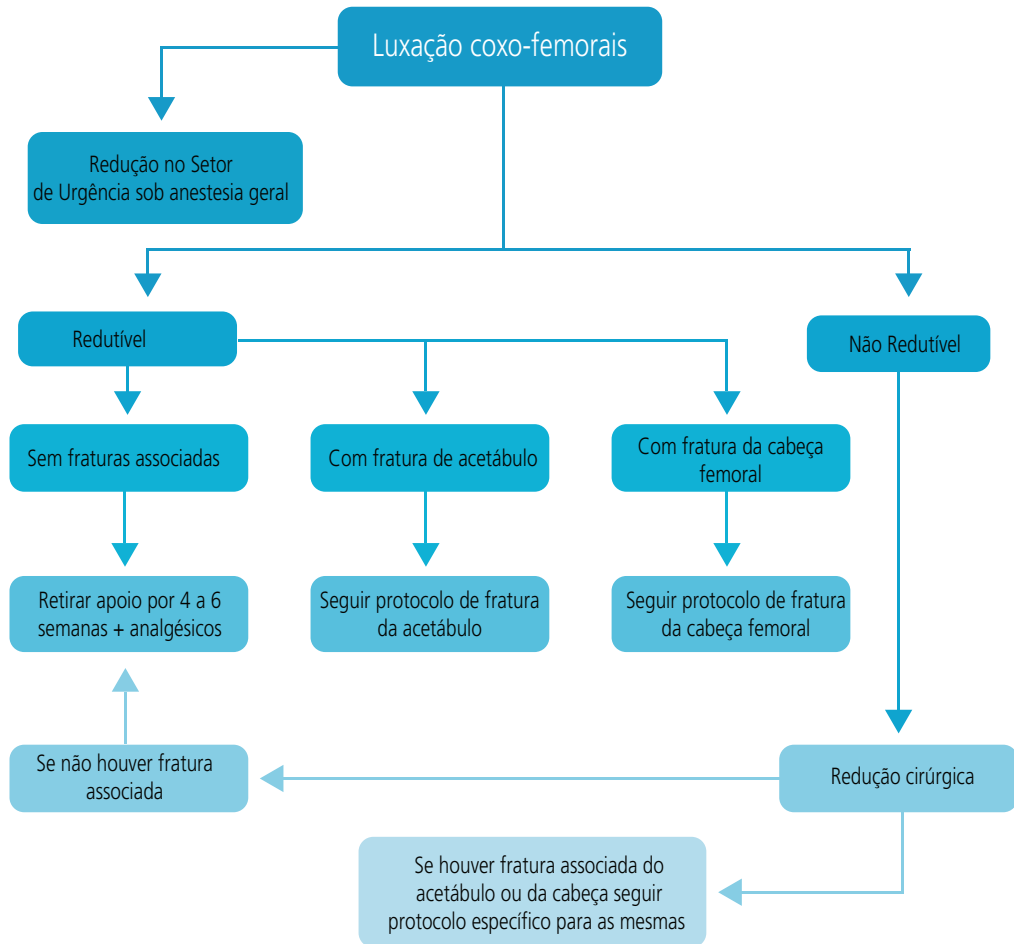 Luxação coxo-femorais
Redução no Setor
de Urgência sob anestesia geral
Redutível
Não Redutível
Sem fraturas associadas
Com fratura de acetábulo
Com fratura da cabeça
femoral
Retirar apoio por 4 a 6
semanas + analgésicos
Seguir protocolo de fratura
da acetábulo
Seguir protocolo de fratura
da cabeça femoral
Se não houver fratura
associada
Redução cirúrgica
Se houver fratura associada do
acetábulo ou da cabeça seguir
protocolo específico para as mesmas